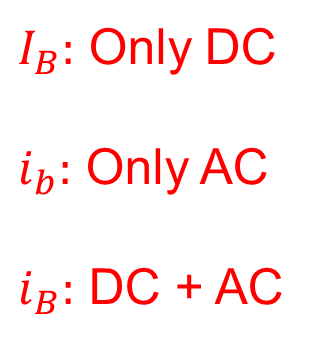 I_B: Only DC
i_b: Only AC
i_B: DC + AC